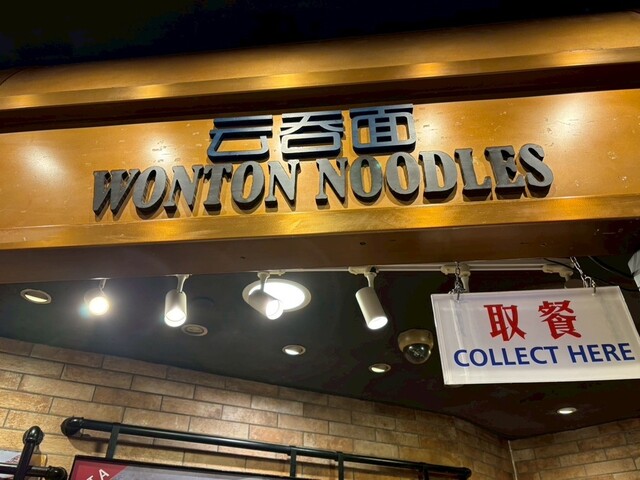 云吞面
WONTON NOODLES
取餐
COLLECT HERE